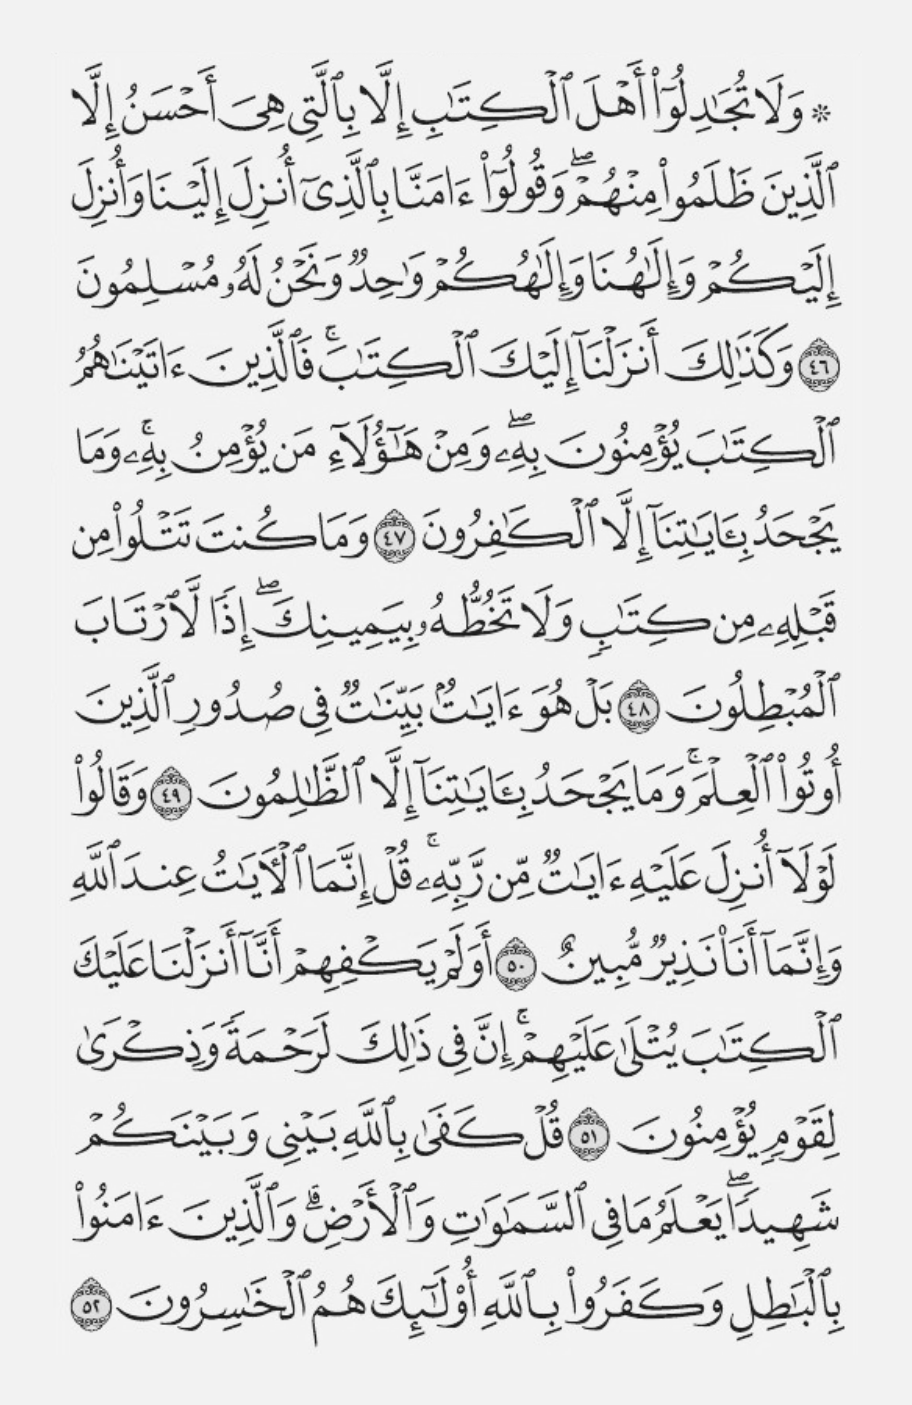 ۞ وَلَا تُجَٰدِلُوٓا۟ أَهْلَ ٱلْكِتَٰبِ إِلَّا بِٱلَّتِى هِىَ أَحْسَنُ إِلَّا
ٱلَّذِينَ ظَلَمُوا۟ مِنْهُمْ ۖ وَقُولُوٓا۟ ءَامَنَّا بِٱلَّذِىٓ أُنزِلَ إِلَيْنَا وَأُنزِلَ
إِلَيْكُمْ وَإِلَٰهُنَا وَإِلَٰهُكُمْ وَٰحِدٌ وَنَحْنُ لَهُۥ مُسْلِمُونَ
٤٦ وَكَذَٰلِكَ أَنزَلْنَآ إِلَيْكَ ٱلْكِتَٰبَ ۚ فَٱلَّذِينَ ءَاتَيْنَٰهُمُ
ٱلْكِتَٰبَ يُؤْمِنُونَ بِهِۦ ۖ وَمِنْ هَٰٓؤُلَآءِ مَن يُؤْمِنُ بِهِۦ ۚ وَمَا
يَجْحَدُ بِـَٔايَٰتِنَآ إِلَّا ٱلْكَٰفِرُونَ ٤٧ وَمَا كُنتَ تَتْلُوا۟ مِن
قَبْلِهِۦ مِن كِتَٰبٍ وَلَا تَخُطُّهُۥ بِيَمِينِكَ ۖ إِذًا لَّٱرْتَابَ
ٱلْمُبْطِلُونَ ٤٨ بَلْ هُوَ ءَايَٰتٌۢ بَيِّنَٰتٌ فِى صُدُورِ ٱلَّذِينَ
أُوتُوا۟ ٱلْعِلْمَ ۚ وَمَا يَجْحَدُ بِـَٔايَٰتِنَآ إِلَّا ٱلظَّٰلِمُونَ ٤٩ وَقَالُوا۟
لَوْلَآ أُنزِلَ عَلَيْهِ ءَايَٰتٌ مِّن رَّبِّهِۦ ۚ قُلْ إِنَّمَا ٱلْـَٔايَٰتُ عِندَ ٱللَّهِ
وَإِنَّمَآ أَنَا۠ نَذِيرٌ مُّبِينٌ ٥٠ أَوَلَمْ يَكْفِهِمْ أَنَّآ أَنزَلْنَا عَلَيْكَ
ٱلْكِتَٰبَ يُتْلَىٰ عَلَيْهِمْ ۚ إِنَّ فِى ذَٰلِكَ لَرَحْمَةً وَذِكْرَىٰ
لِقَوْمٍ يُؤْمِنُونَ ٥١ قُلْ كَفَىٰ بِٱللَّهِ بَيْنِى وَبَيْنَكُمْ
شَهِيدًا ۖ يَعْلَمُ مَا فِى ٱلسَّمَٰوَٰتِ وَٱلْأَرْضِ ۗ وَٱلَّذِينَ ءَامَنُوا۟
بِٱلْبَٰطِلِ وَكَفَرُوا۟ بِٱللَّهِ أُو۟لَٰٓئِكَ هُمُ ٱلْخَٰسِرُونَ ٥٢